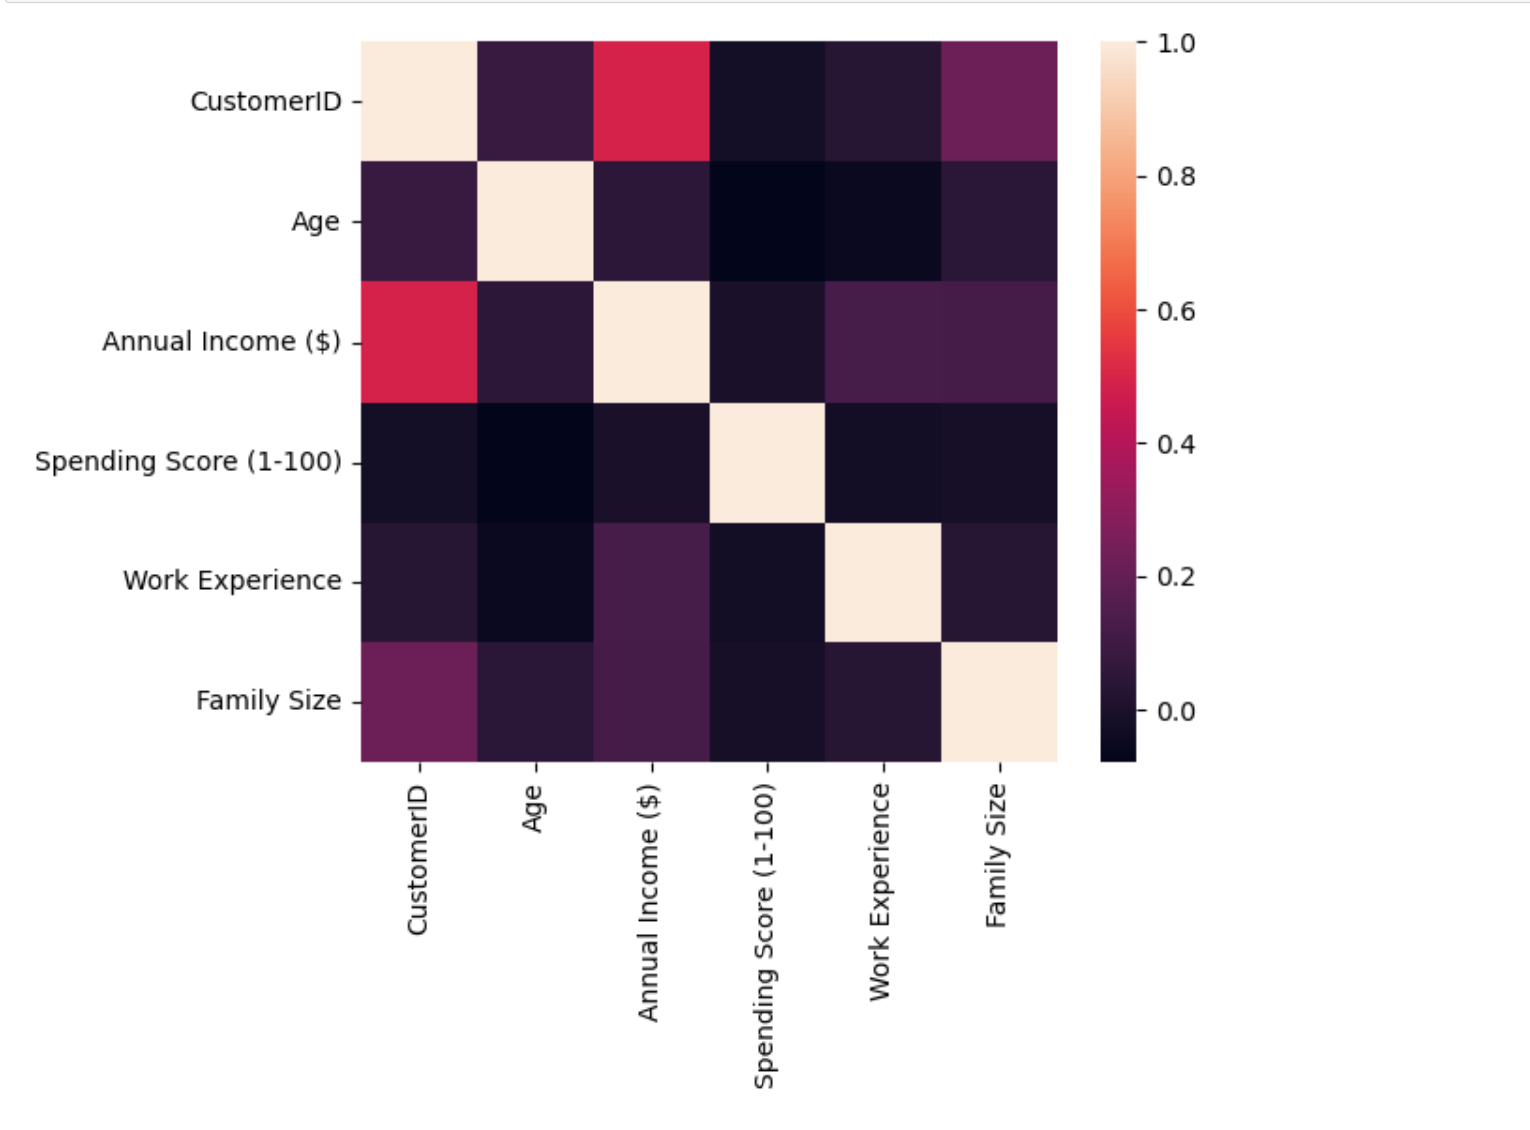 CustomerID
Age
Annual Income ($)
Spending Score (1-100)
Work Experience
Family Size
CustomerID
Age
Annual Income ($)
Spending Score (1-100)
Work Experience
Family Size
1.0
0.8
0.6
0.4
0.2
0.0